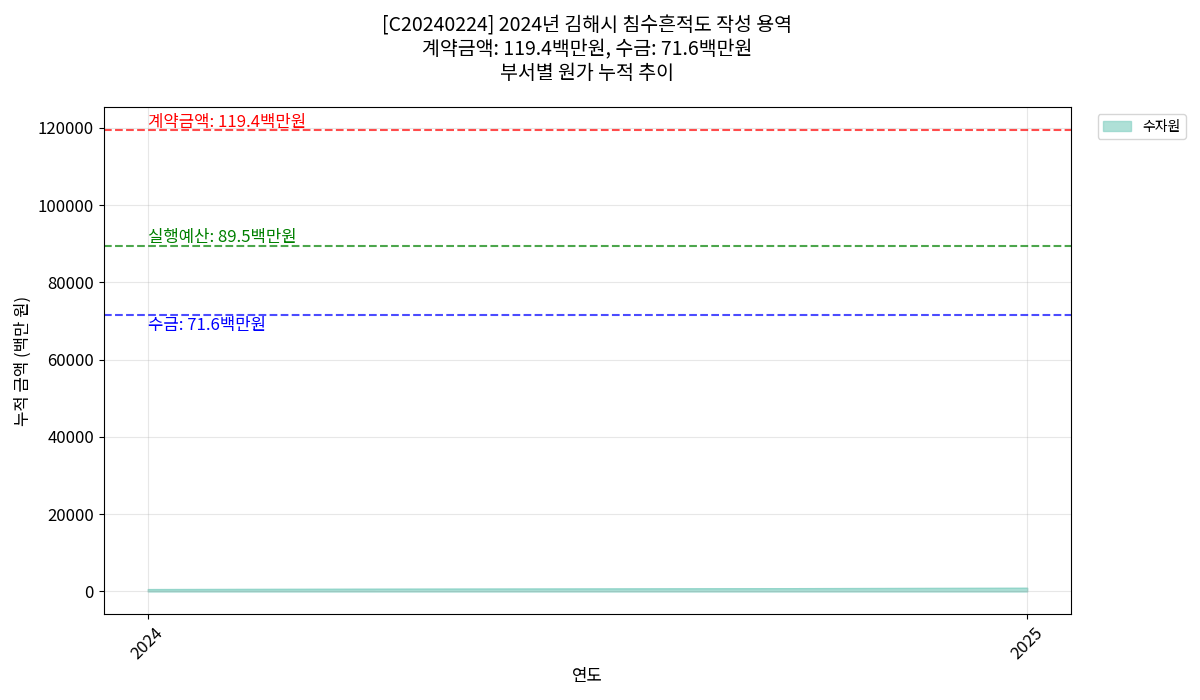 [C20240224] 2024년 김해시 침수흔적도 작성 용역
계약금액: 119.4백만원, 수금: 71.6백만원
부서별 원가 누적 추이
계약금액: 119.4백만원
실행예산: 89.5백만원
수금: 71.6백만원
수자원
누적 금액 (백만 원)
120000
100000
80000
60000
40000
20000
0
2024
2025
연도